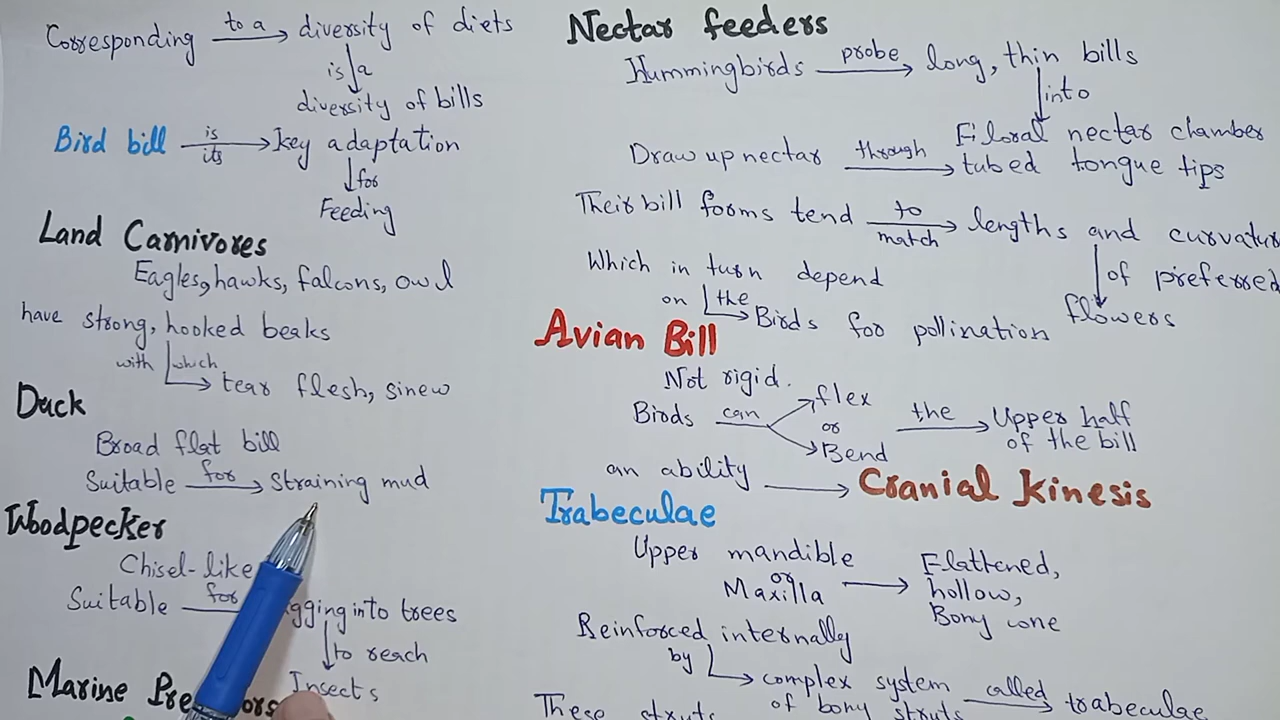 Corresponding to a diversity of diets
is a
diversity of bills
Bird bill is its key adaptation
for
Feeding
Land Carnivores
Eagles, hawks, falcons, owl
have strong, hooked beaks
with which
tear flesh, sinew
Duck
Broad flat bill
Suitable for straining mud
Woodpecker
Chisel-like
Suitable for into trees
to reach
Insects
Marine
Nectar feeders
Hummingbirds probe long, thin bills
into
Floral nectar chamber
Draw up nectar through tubed tongue tips
Their bill forms tend to match lengths and curvatur
of preferred
flowers
Which in turn depend
on the
Birds for pollination
Avian Bill
Not rigid.
Birds can flex or Bend the Upper half of the bill
an ability Cranial Kinesis
Trabeculae
Upper mandible or Maxilla
Flattened,
hollow,
Bony cone
Reinforced internally
by
complex system of bony struts called trabeculae
These struts